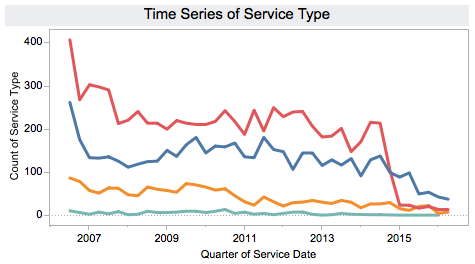 Time Series of Service Type
Count of Service Type
400
300
200
100
0
2007 2009 2011 2013 2015
Quarter of Service Date